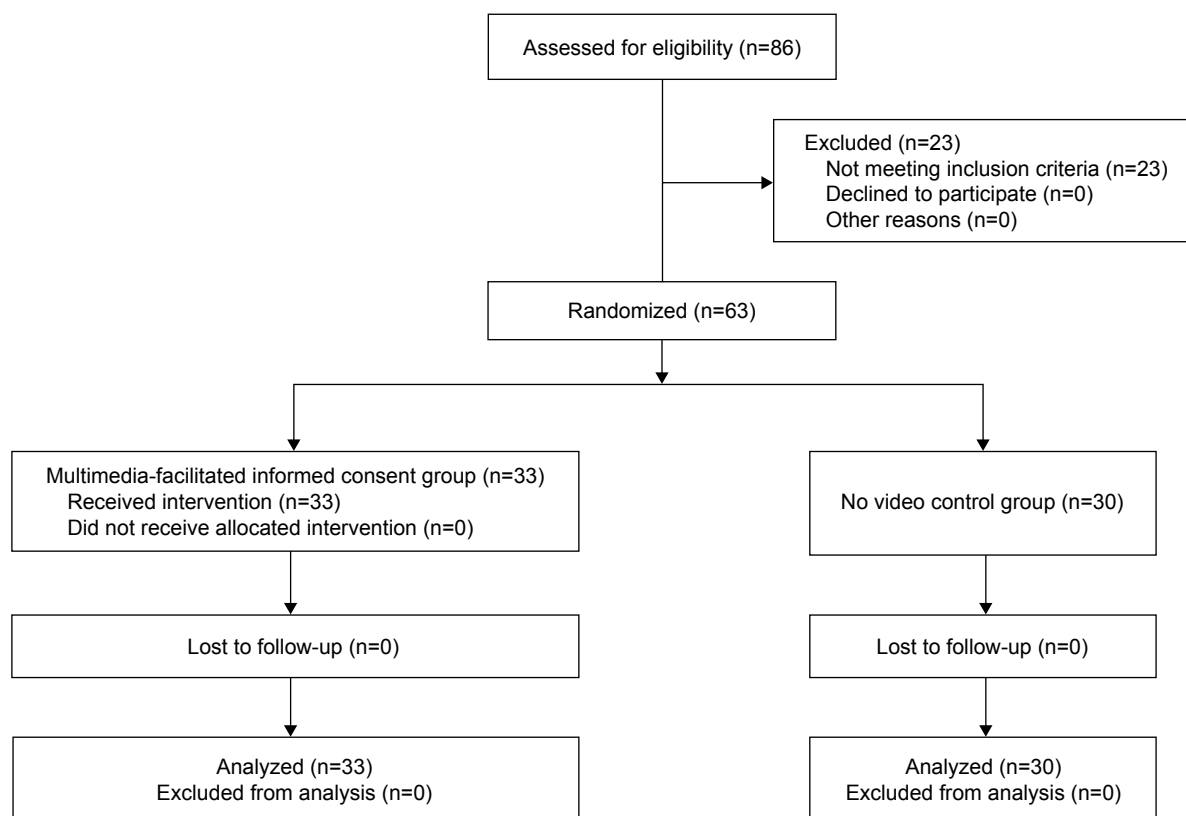 Assessed for eligibility (n=86)
Excluded (n=23)
Not meeting inclusion criteria (n=23)
Declined to participate (n=0)
Other reasons (n=0)
Randomized (n=63)
Multimedia-facilitated informed consent group (n=33)
Received intervention (n=33)
Did not receive allocated intervention (n=0)
No video control group (n=30)
Lost to follow-up (n=0)
Lost to follow-up (n=0)
Analyzed (n=33)
Excluded from analysis (n=0)
Analyzed (n=30)
Excluded from analysis (n=0)